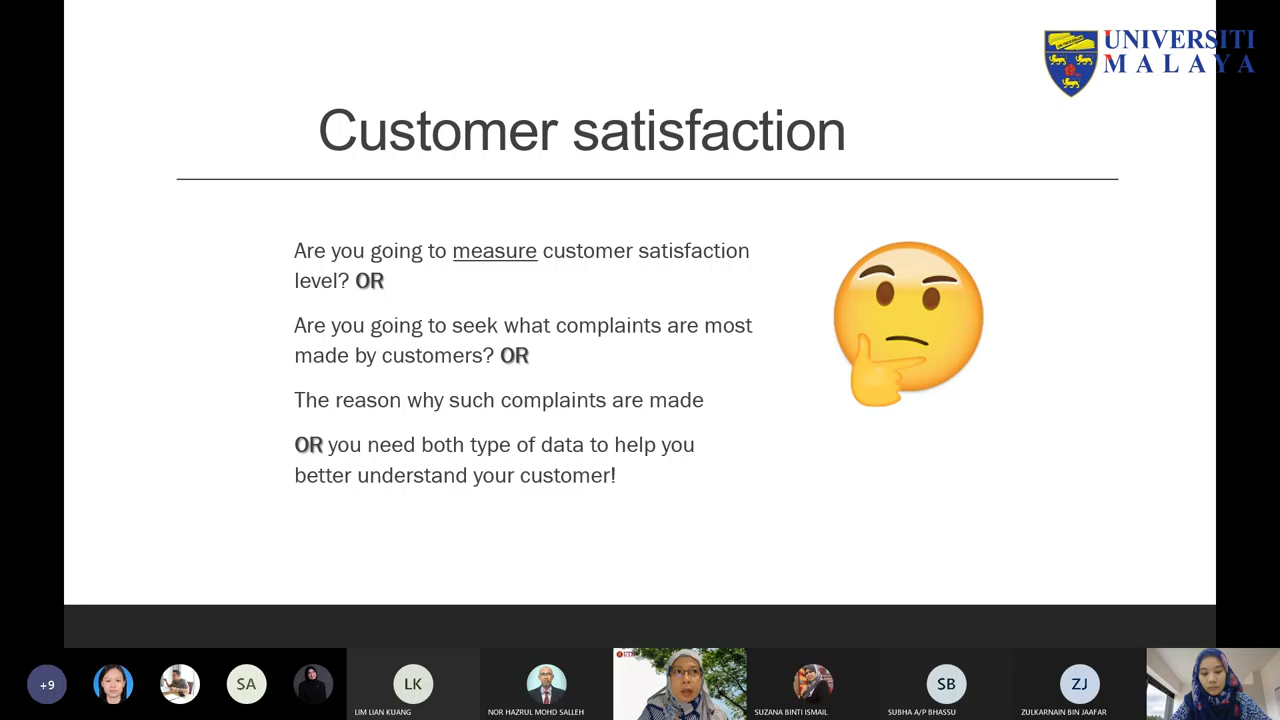 UNIVERSITI
MALAYA
Customer satisfaction
Are you going to measure customer satisfaction
level? OR
Are you going to seek what complaints are most
made by customers? OR
The reason why such complaints are made
OR you need both type of data to help you
better understand your customer!
+9
SA
LK
LIM LIAN KUANG
NOR HAZRUL MOHD SALLEH
SUZANA BINTI ISMAIL
SB
SUBHA A/P BHASSU
ZJ
ZULKARNAIN BIN JAAFAR